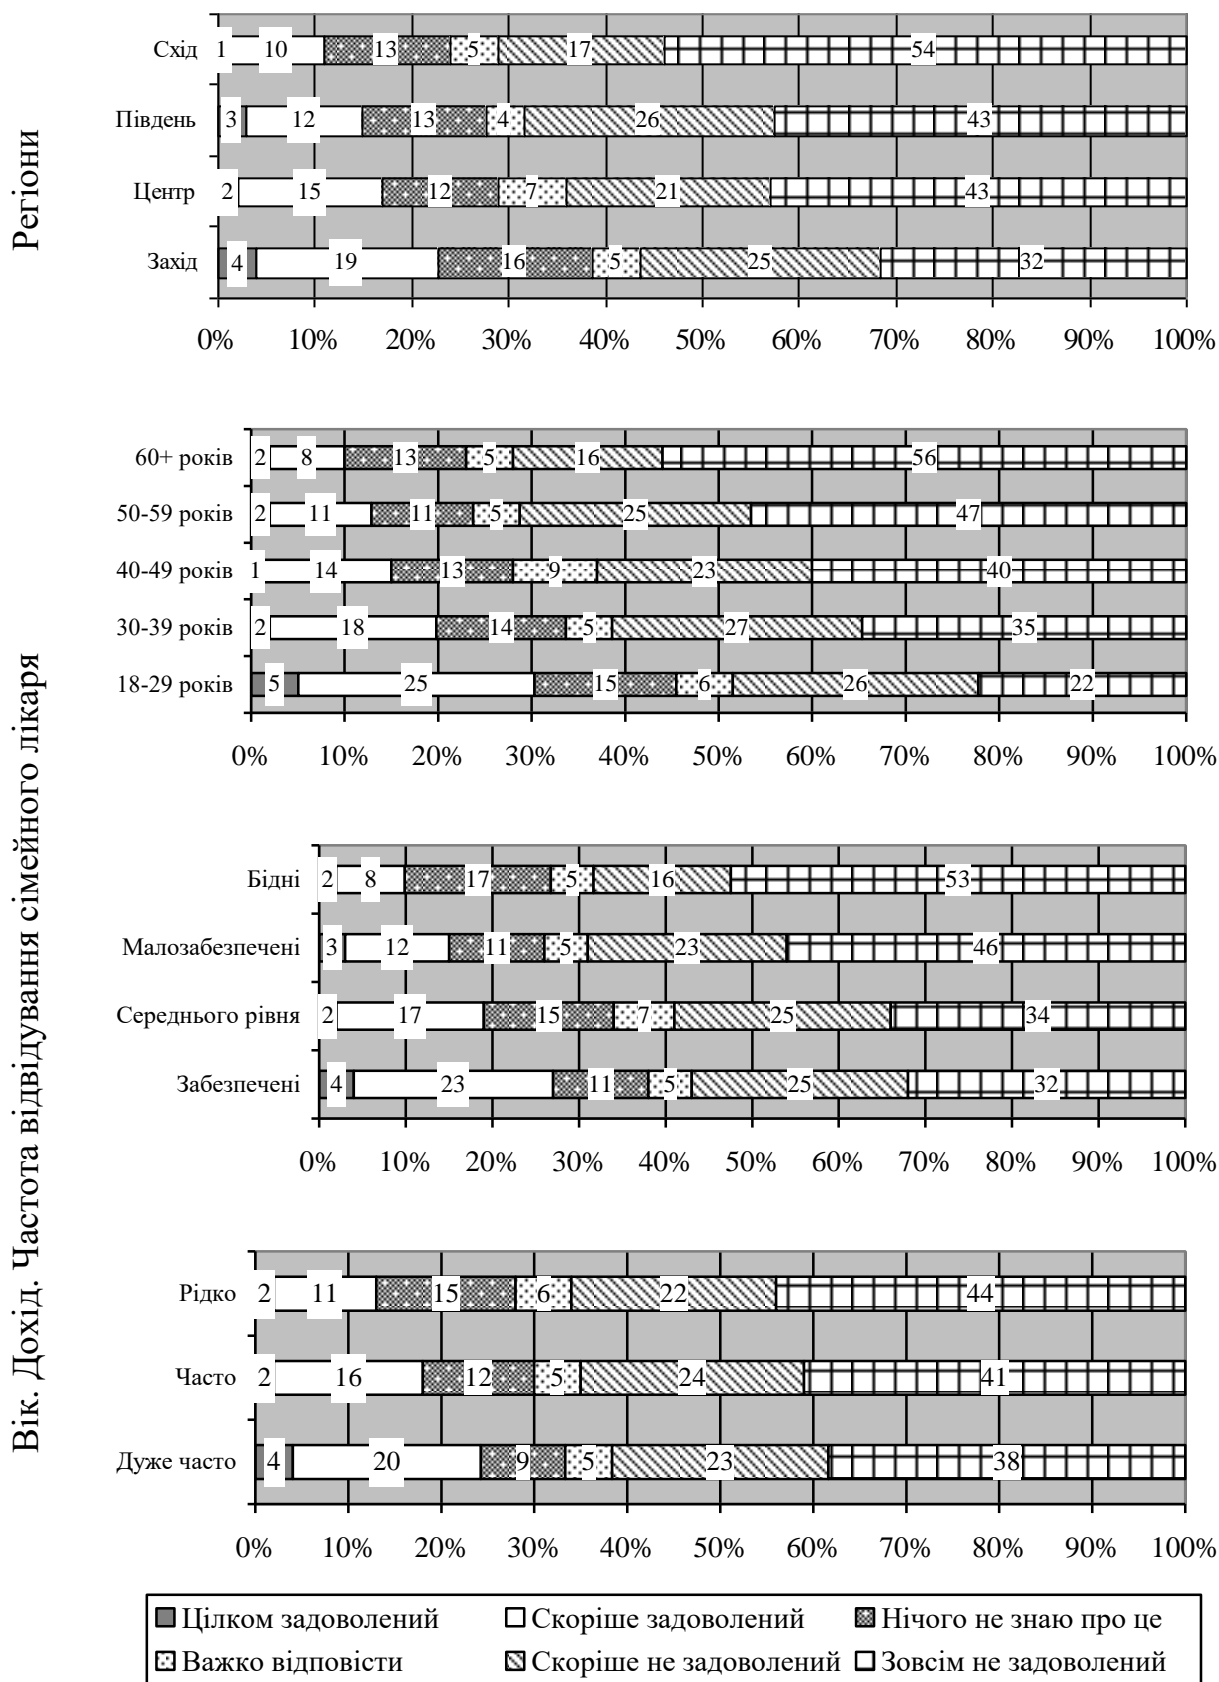 Регіони
Схід 1 10 13 5 17 54
Південь 3 12 13 4 26 43
Центр 2 15 12 7 21 43
Захід 4 19 16 5 25 32
0% 10% 20% 30% 40% 50% 60% 70% 80% 90% 100%
Вік. Дохід. Частота відвідування сімейного лікаря
60+ років 2 8 13 5 16 56
50-59 років 2 11 11 5 25 47
40-49 років 1 14 13 9 23 40
30-39 років 2 18 14 5 27 35
18-29 років 5 25 15 6 26 22
0% 10% 20% 30% 40% 50% 60% 70% 80% 90% 100%
Бідні 2 8 17 5 16 53
Малозабезпечені 3 12 11 5 23 46
Середнього рівня 2 17 15 7 25 34
Забезпечені 4 23 11 5 25 32
0% 10% 20% 30% 40% 50% 60% 70% 80% 90% 100%
Рідко 2 11 15 6 22 44
Часто 2 16 12 5 24 41
Дуже часто 4 20 9 5 23 38
0% 10% 20% 30% 40% 50% 60% 70% 80% 90% 100%
Цілком задоволений Скоріше задоволений Нічого не знаю про це
Важко відповісти Скоріше не задоволений Зовсім не задоволений